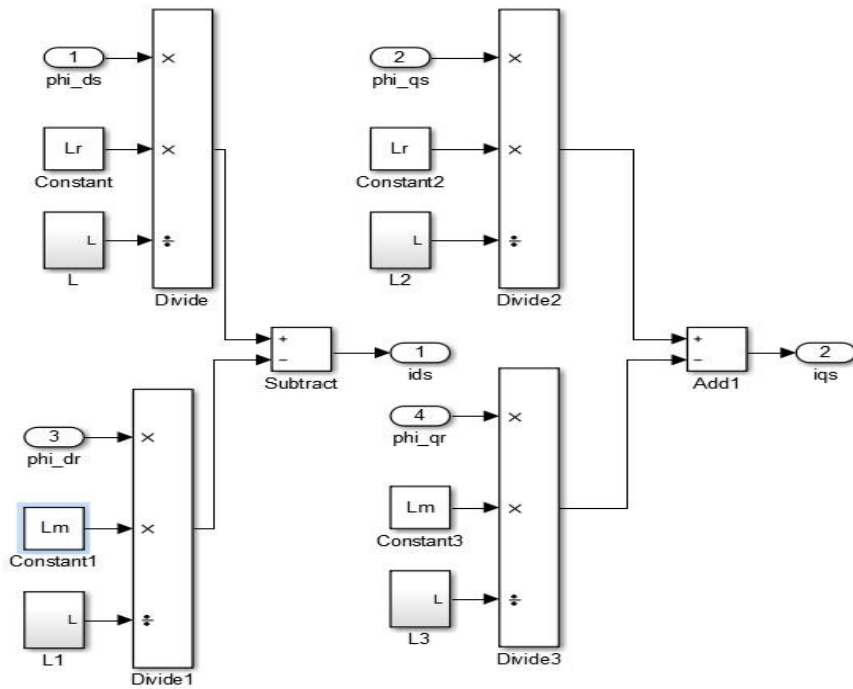 1
phi_ds
×
Lr
Constant
×
L
L
÷
Divide
2
phi_qs
×
Lr
Constant2
×
L
L2
÷
Divide2
+
−
Subtract
1
ids
+
−
Add1
2
iqs
3
phi_dr
×
Lm
Constant1
×
L
L1
÷
Divide1
4
phi_qr
×
Lm
Constant3
×
L
L3
÷
Divide3